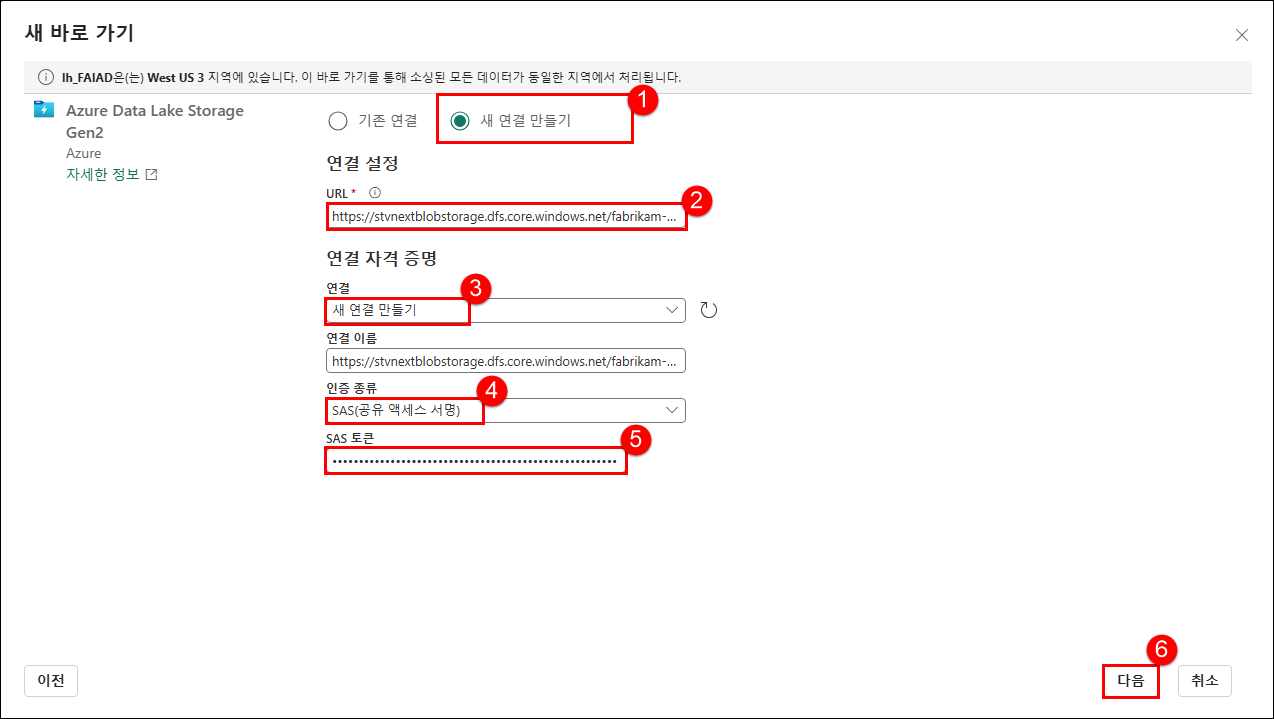 새 바로 가기
lh_FAIAD은(는) West US 3 지역에 있습니다. 이 바로 가기를 통해 소싱된 모든 데이터가 동일한 지역에서 처리됩니다.
Azure Data Lake Storage
Gen2
Azure
자세한 정보
기존 연결
새 연결 만들기
1
연결 설정
URL *
https://stvnextblobstorage.dfs.core.windows.net/fabrikam-...
2
연결 자격 증명
연결
3
새 연결 만들기
연결 이름
https://stvnextblobstorage.dfs.core.windows.net/fabrikam-...
인증 종류
4
SAS(공유 액세스 서명)
SAS 토큰
5
이전
6
다음
취소